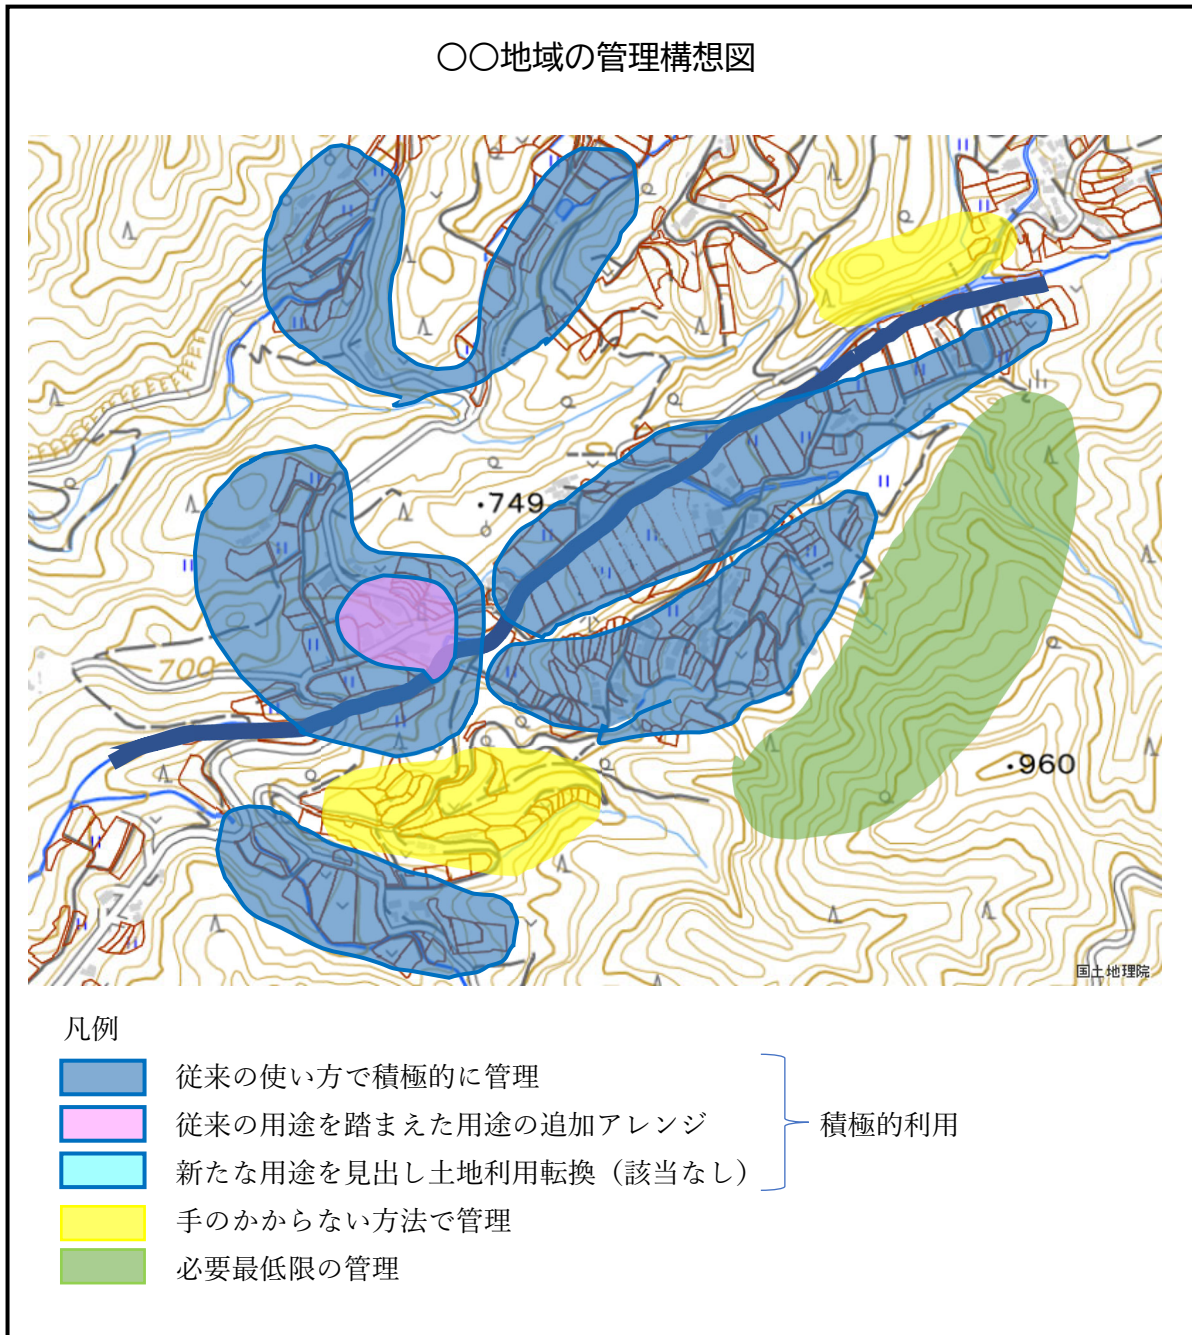 〇〇地域の管理構想図
・749
700
・960
国土地理院
凡例
従来の使い方で積極的に管理
従来の用途を踏まえた用途の追加アレンジ
積極的利用
新たな用途を見出し土地利用転換（該当なし）
手のかからない方法で管理
必要最低限の管理